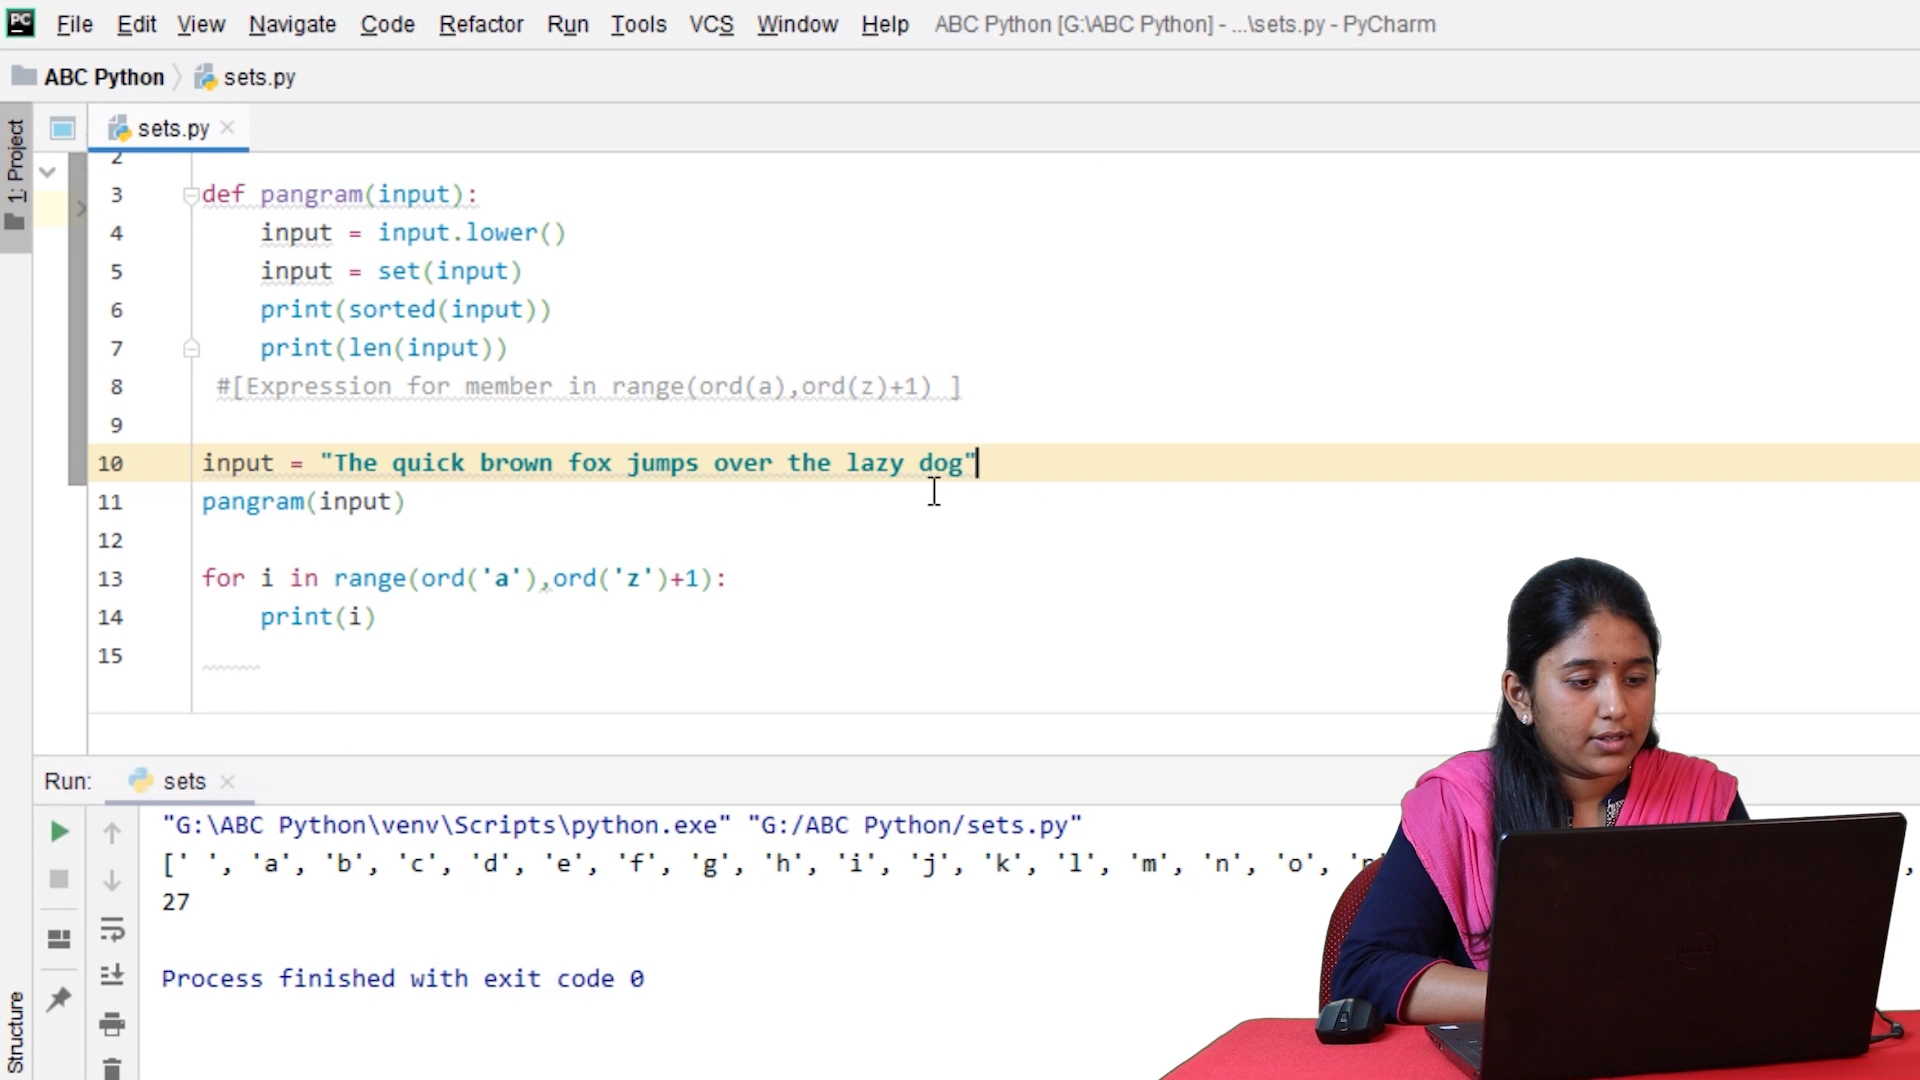 PC File Edit View Navigate Code Refactor Run Tools VCS Window Help ABC Python [G:\ABC Python] - ...\sets.py - PyCharm
ABC Python sets.py
1: Project
sets.py
2
3 def pangram(input):
4 input = input.lower()
5 input = set(input)
6 print(sorted(input))
7 print(len(input))
8 #[Expression for member in range(ord(a),ord(z)+1) ]
9
10 input = "The quick brown fox jumps over the lazy dog"
11 pangram(input)
12
13 for i in range(ord('a'),ord('z')+1):
14 print(i)
15
Run: sets
"G:\ABC Python\venv\Scripts\python.exe" "G:/ABC Python/sets.py"
[' ', 'a', 'b', 'c', 'd', 'e', 'f', 'g', 'h', 'i', 'j', 'k', 'l', 'm', 'n', 'o',
27
Process finished with exit code 0
Structure
DELL